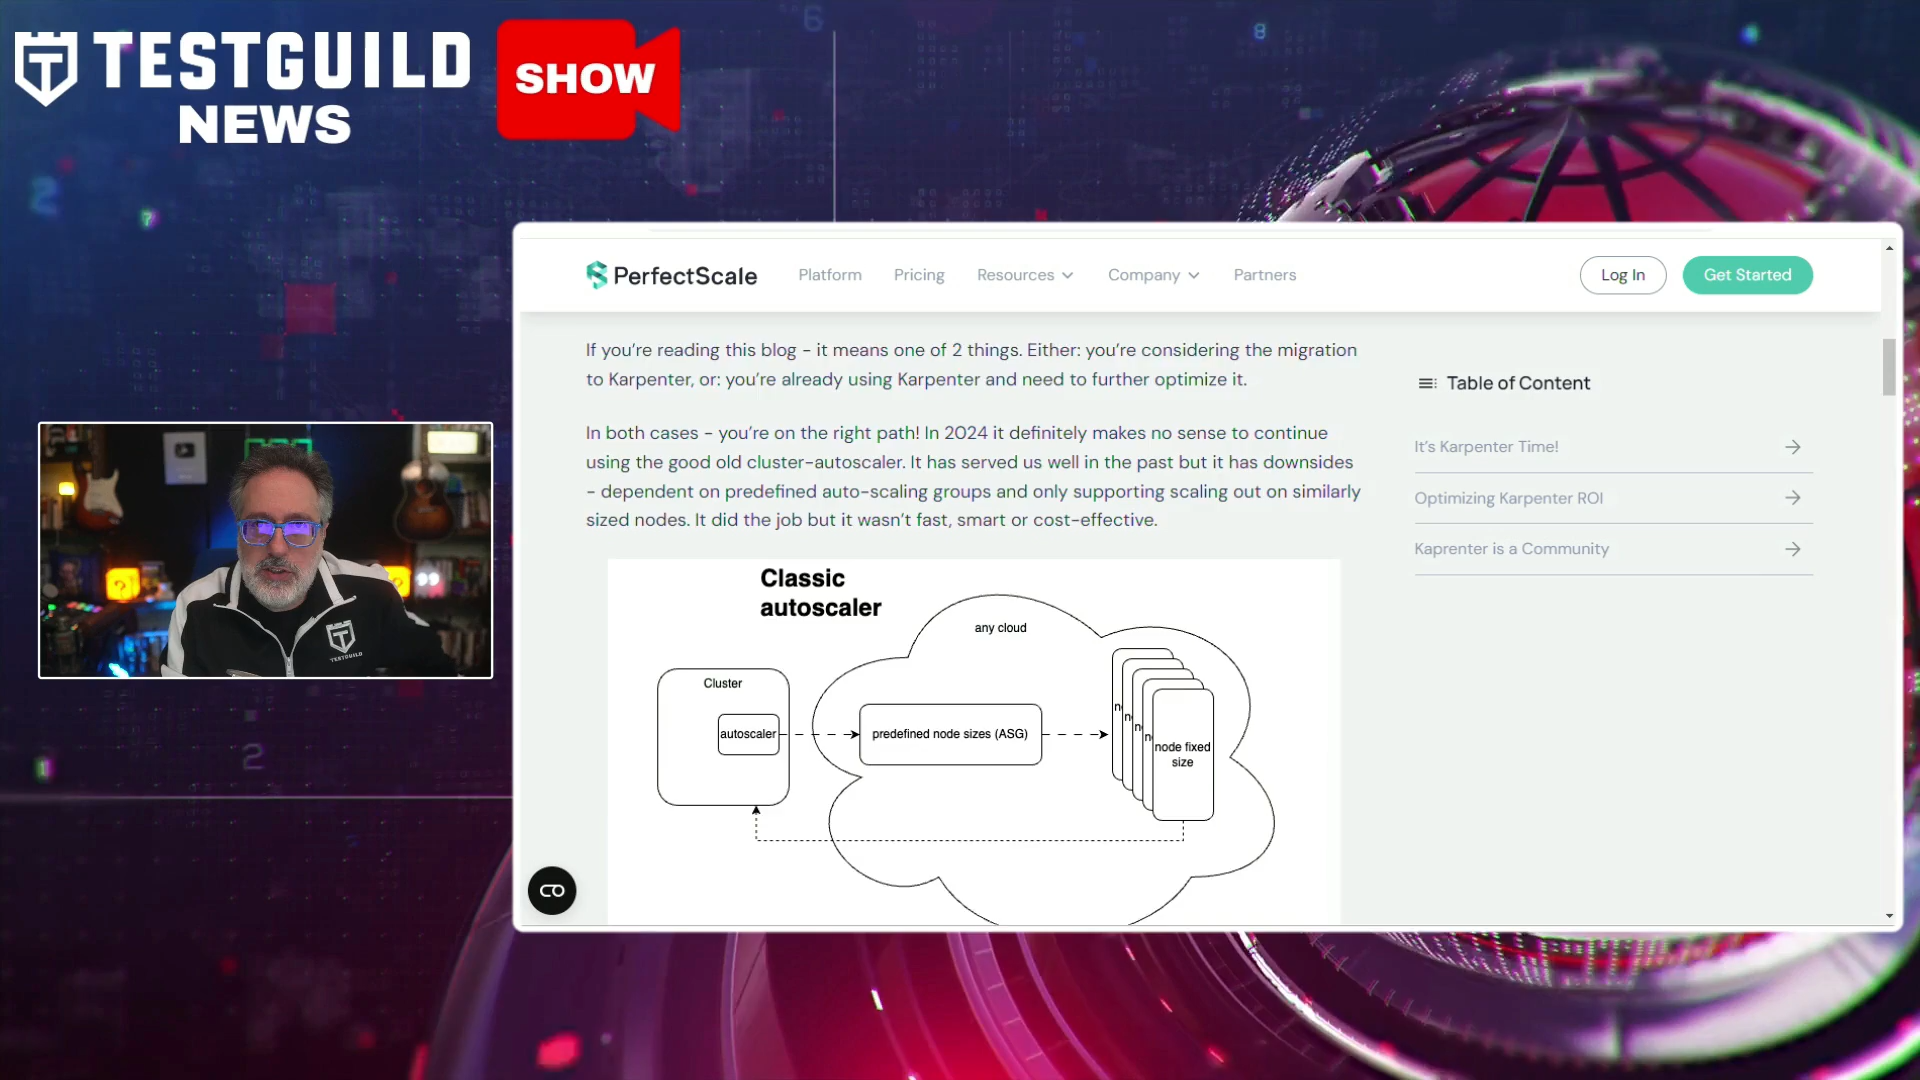 TESTGUILD
NEWS
SHOW
PerfectScale
Platform
Pricing
Resources
Company
Partners
Log In
Get Started
If you're reading this blog - it means one of 2 things. Either: you're considering the migration
to Karpenter, or: you're already using Karpenter and need to further optimize it.
In both cases - you're on the right path! In 2024 it definitely makes no sense to continue
using the good old cluster-autoscaler. It has served us well in the past but it has downsides
- dependent on predefined auto-scaling groups and only supporting scaling out on similarly
sized nodes. It did the job but it wasn't fast, smart or cost-effective.
Table of Content
It's Karpenter Time!
Optimizing Karpenter ROI
Kaprenter is a Community
Classic
autoscaler
any cloud
Cluster
autoscaler
predefined node sizes (ASG)
n
n
n
n
node fixed
size
TESTGUILD
2
?
6
8
2
1